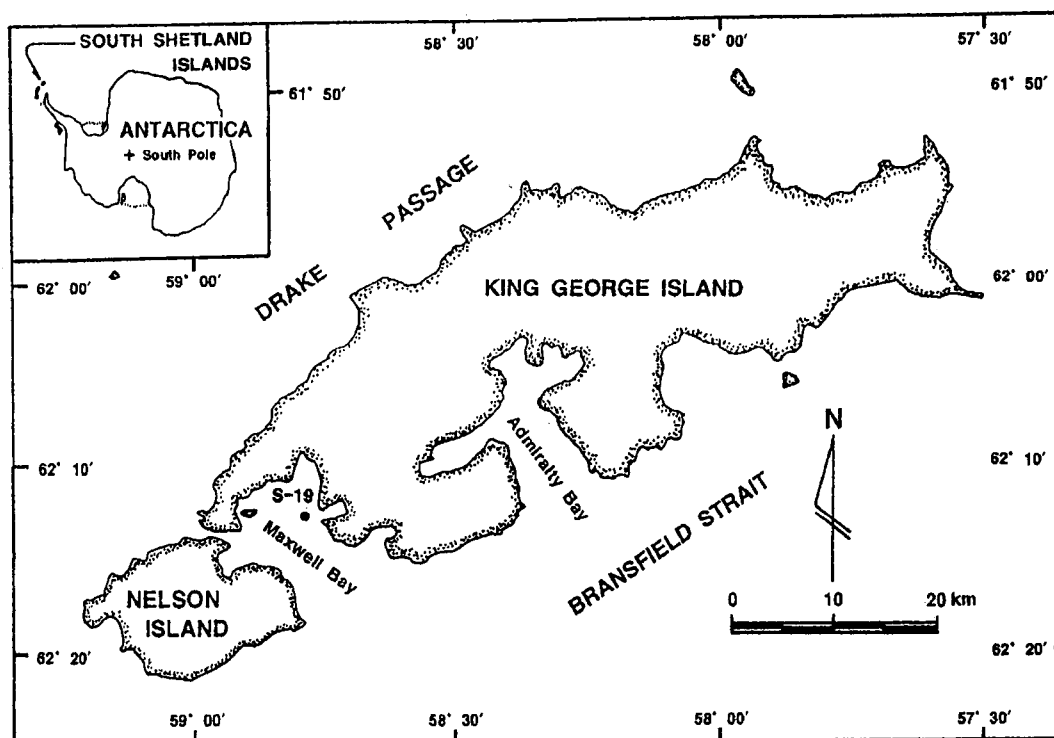 SOUTH SHETLAND
ISLANDS
ANTARCTICA
+ South Pole
58° 30′
58° 00′
57° 30′
61° 50′
61° 50′
59° 00′
DRAKE PASSAGE
62° 00′
62° 00′
KING GEORGE ISLAND
Admiralty Bay
N
62° 10′
62° 10′
S-19
Maxwell Bay
BRANSFIELD STRAIT
NELSON
ISLAND
0 10 20 km
62° 20′
62° 20′
59° 00′
58° 30′
58° 00′
57° 30′